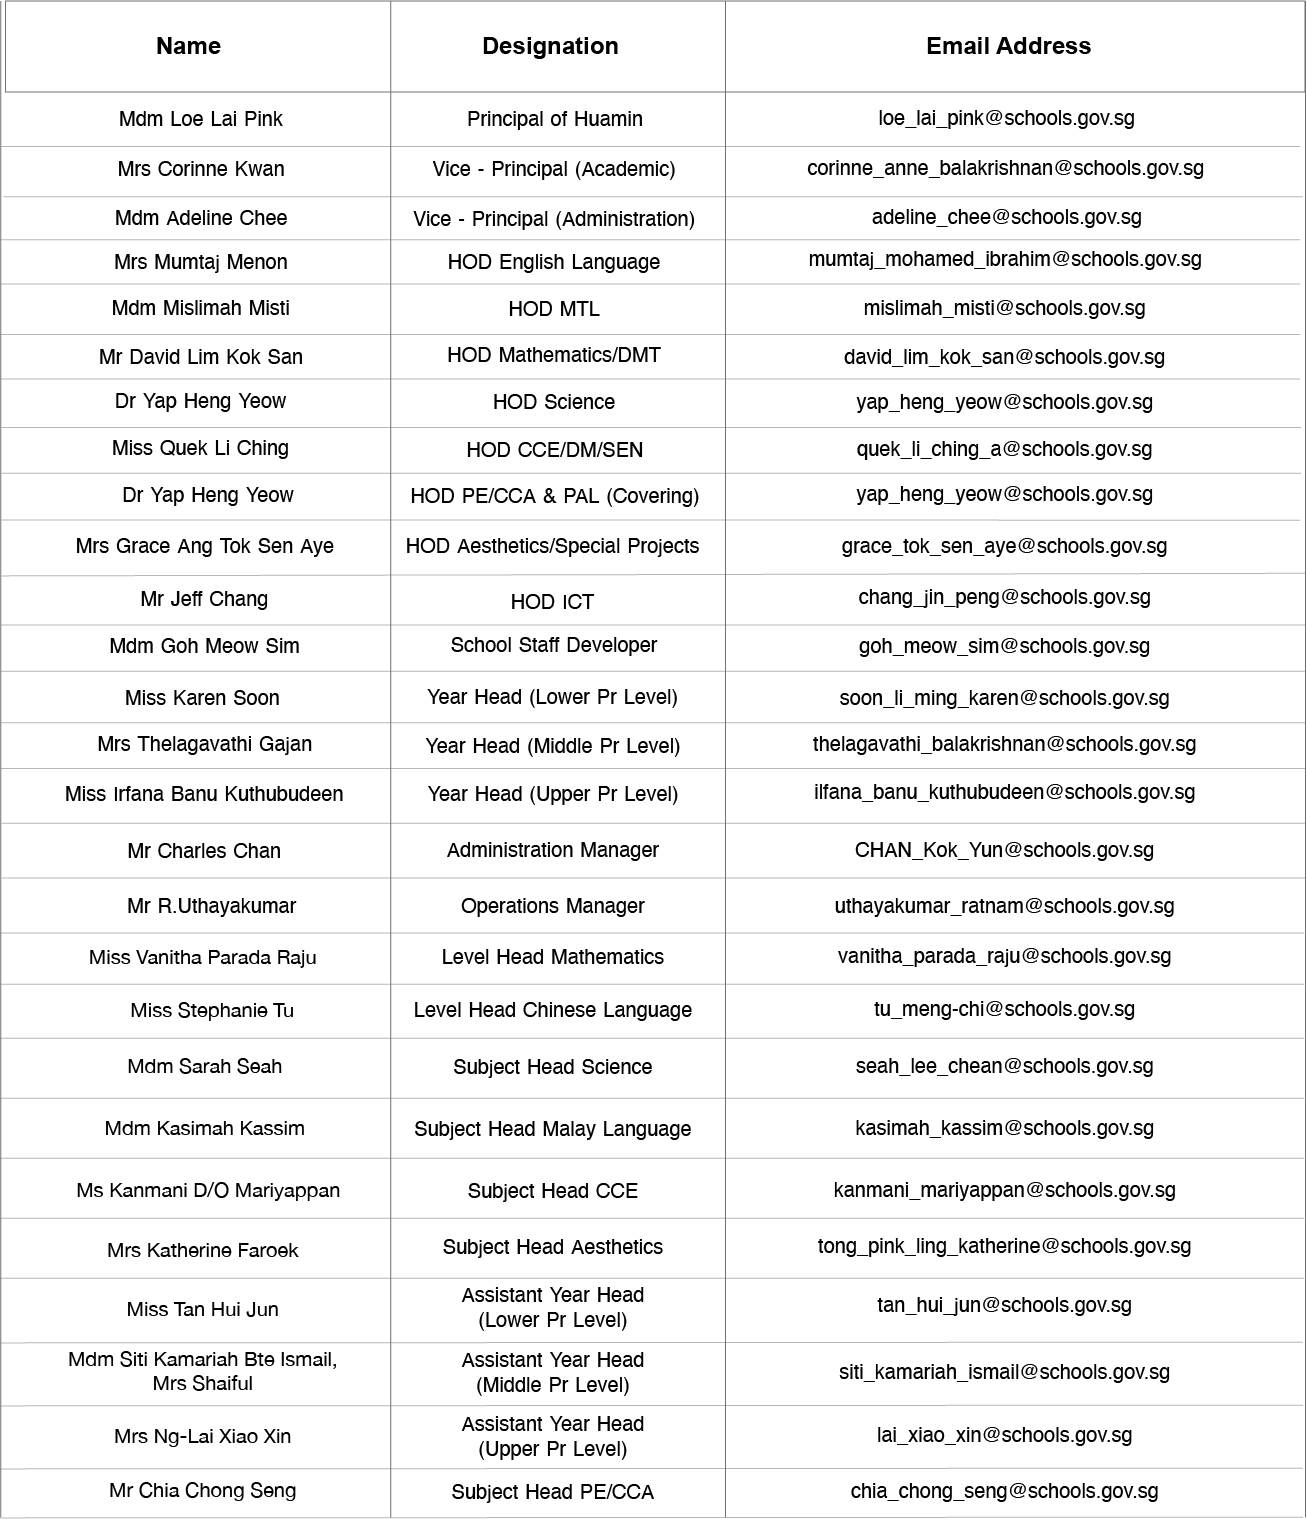 Name Designation Email Address
Mdm Loe Lai Pink Principal of Huamin loe_lai_pink@schools.gov.sg
Mrs Corinne Kwan Vice - Principal (Academic) corinne_anne_balakrishnan@schools.gov.sg
Mdm Adeline Chee Vice - Principal (Administration) adeline_chee@schools.gov.sg
Mrs Mumtaj Menon HOD English Language mumtaj_mohamed_ibrahim@schools.gov.sg
Mdm Mislimah Misti HOD MTL mislimah_misti@schools.gov.sg
Mr David Lim Kok San HOD Mathematics/DMT david_lim_kok_san@schools.gov.sg
Dr Yap Heng Yeow HOD Science yap_heng_yeow@schools.gov.sg
Miss Quek Li Ching HOD CCE/DM/SEN quek_li_ching_a@schools.gov.sg
Dr Yap Heng Yeow HOD PE/CCA & PAL (Covering) yap_heng_yeow@schools.gov.sg
Mrs Grace Ang Tok Sen Aye HOD Aesthetics/Special Projects grace_tok_sen_aye@schools.gov.sg
Mr Jeff Chang HOD ICT chang_jin_peng@schools.gov.sg
Mdm Goh Meow Sim School Staff Developer goh_meow_sim@schools.gov.sg
Miss Karen Soon Year Head (Lower Pr Level) soon_li_ming_karen@schools.gov.sg
Mrs Thelagavathi Gajan Year Head (Middle Pr Level) thelagavathi_balakrishnan@schools.gov.sg
Miss Irfana Banu Kuthubudeen Year Head (Upper Pr Level) ilfana_banu_kuthubudeen@schools.gov.sg
Mr Charles Chan Administration Manager CHAN_Kok_Yun@schools.gov.sg
Mr R.Uthayakumar Operations Manager uthayakumar_ratnam@schools.gov.sg
Miss Vanitha Parada Raju Level Head Mathematics vanitha_parada_raju@schools.gov.sg
Miss Stephanie Tu Level Head Chinese Language tu_meng-chi@schools.gov.sg
Mdm Sarah Seah Subject Head Science seah_lee_chean@schools.gov.sg
Mdm Kasimah Kassim Subject Head Malay Language kasimah_kassim@schools.gov.sg
Ms Kanmani D/O Mariyappan Subject Head CCE kanmani_mariyappan@schools.gov.sg
Mrs Katherine Faroek Subject Head Aesthetics tong_pink_ling_katherine@schools.gov.sg
Miss Tan Hui Jun Assistant Year Head
(Lower Pr Level) tan_hui_jun@schools.gov.sg
Mdm Siti Kamariah Bte Ismail,
Mrs Shaiful Assistant Year Head
(Middle Pr Level) siti_kamariah_ismail@schools.gov.sg
Mrs Ng-Lai Xiao Xin Assistant Year Head
(Upper Pr Level) lai_xiao_xin@schools.gov.sg
Mr Chia Chong Seng Subject Head PE/CCA chia_chong_seng@schools.gov.sg